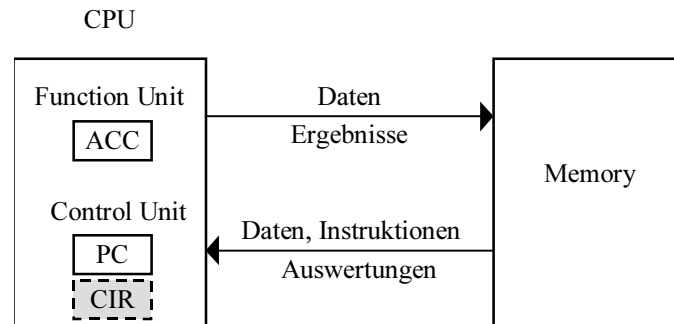 CPU
Function Unit
ACC
Control Unit
PC
CIR
Daten
Ergebnisse
Daten, Instruktionen
Auswertungen
Memory